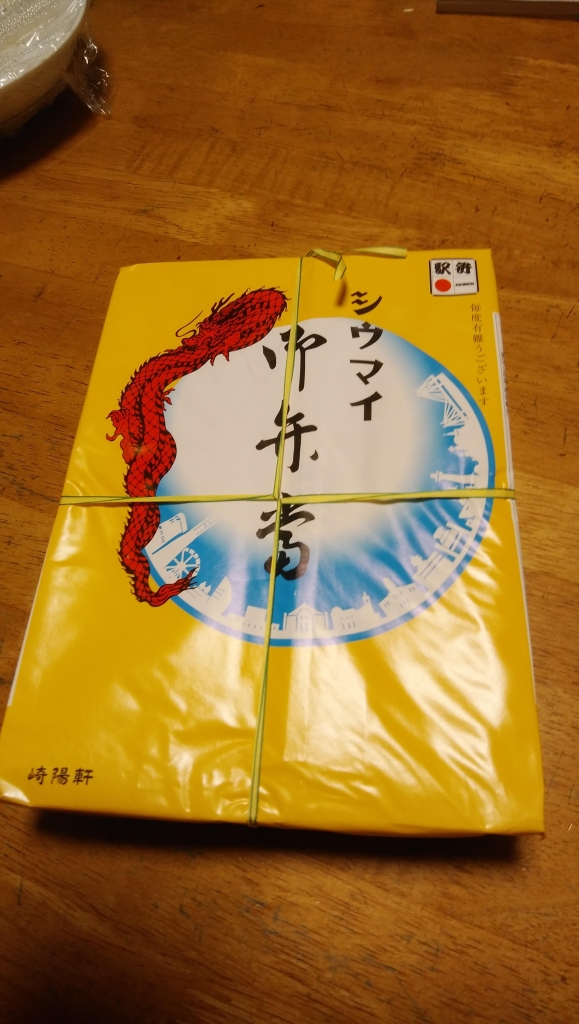 駅弁
毎度有難うございます
シウマイ
御弁當
崎陽軒